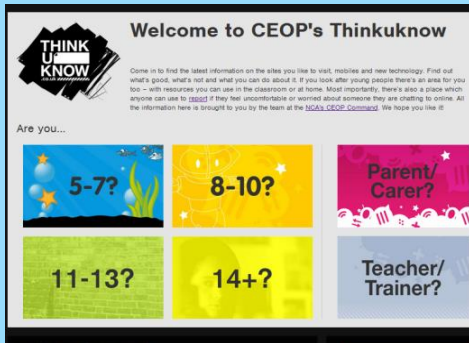 THINK
U
KNOW
.co.uk
Welcome to CEOP's Thinkuknow
Come in to find the latest information on the sites you like to visit, mobiles and new technology. Find out
what's good, what's not and what you can do about it. If you look after young people there's an area for you
too – with resources you can use in the classroom or at home. Most importantly, there's also a place which
anyone can use to report if they feel uncomfortable or worried about someone they are chatting to online. All
the information here is brought to you by the team at the NCA's CEOP Command. We hope you like it!
Are you...
5-7?
8-10?
Parent/
Carer?
11-13?
14+?
Teacher/
Trainer?